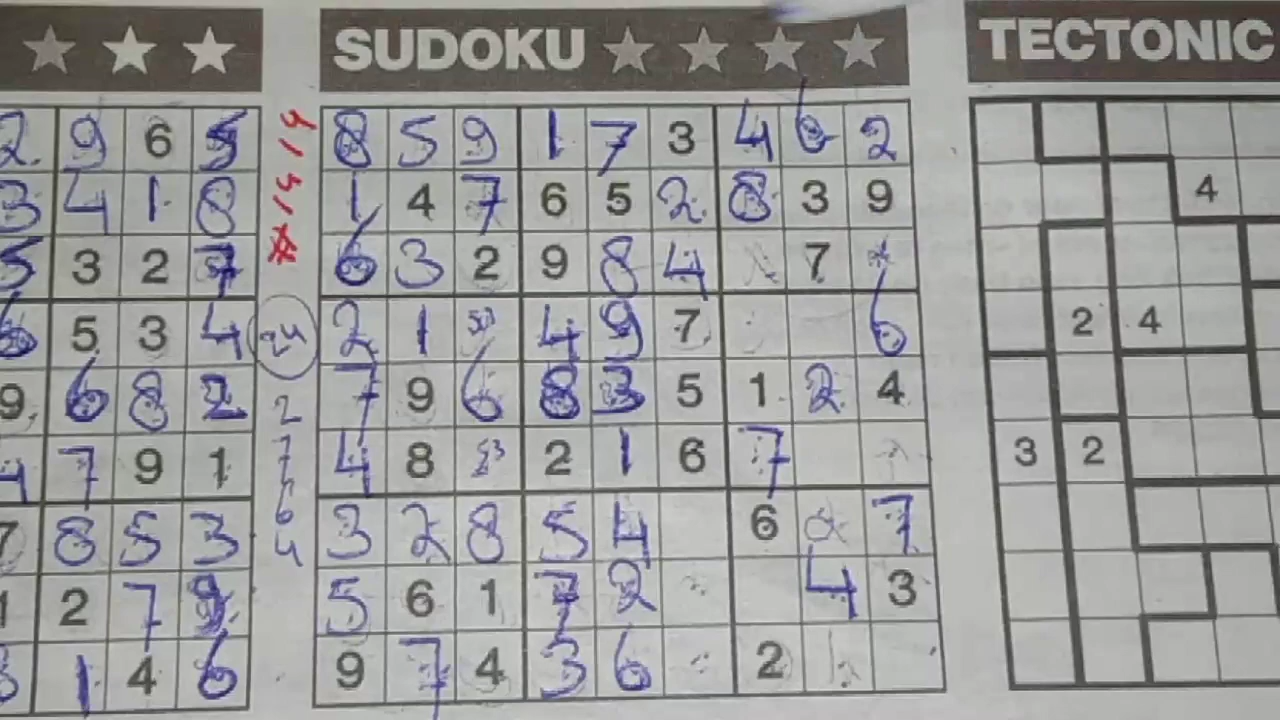 SUDOKU
TECTONIC
2 9 6 5
8 5 9 1 7 3 4 6 2
3 4 1 8
1 4 7 6 5 2 8 3 9
4
5 3 2 7
6 3 2 9 8 4 7
6 5 3 4
2 1 4 9 7 6
2 4
9 6 8 2
2
7 9 6 8 3 5 1 2 4
4 7 9 1
7
4 8 2 1 6 7
3 2
7 8 5 3
6
3 2 8 5 4 6 7
4
1 2 7 9
5 6 1 7 2 4 3
8 1 4 6
9 7 4 3 6 2